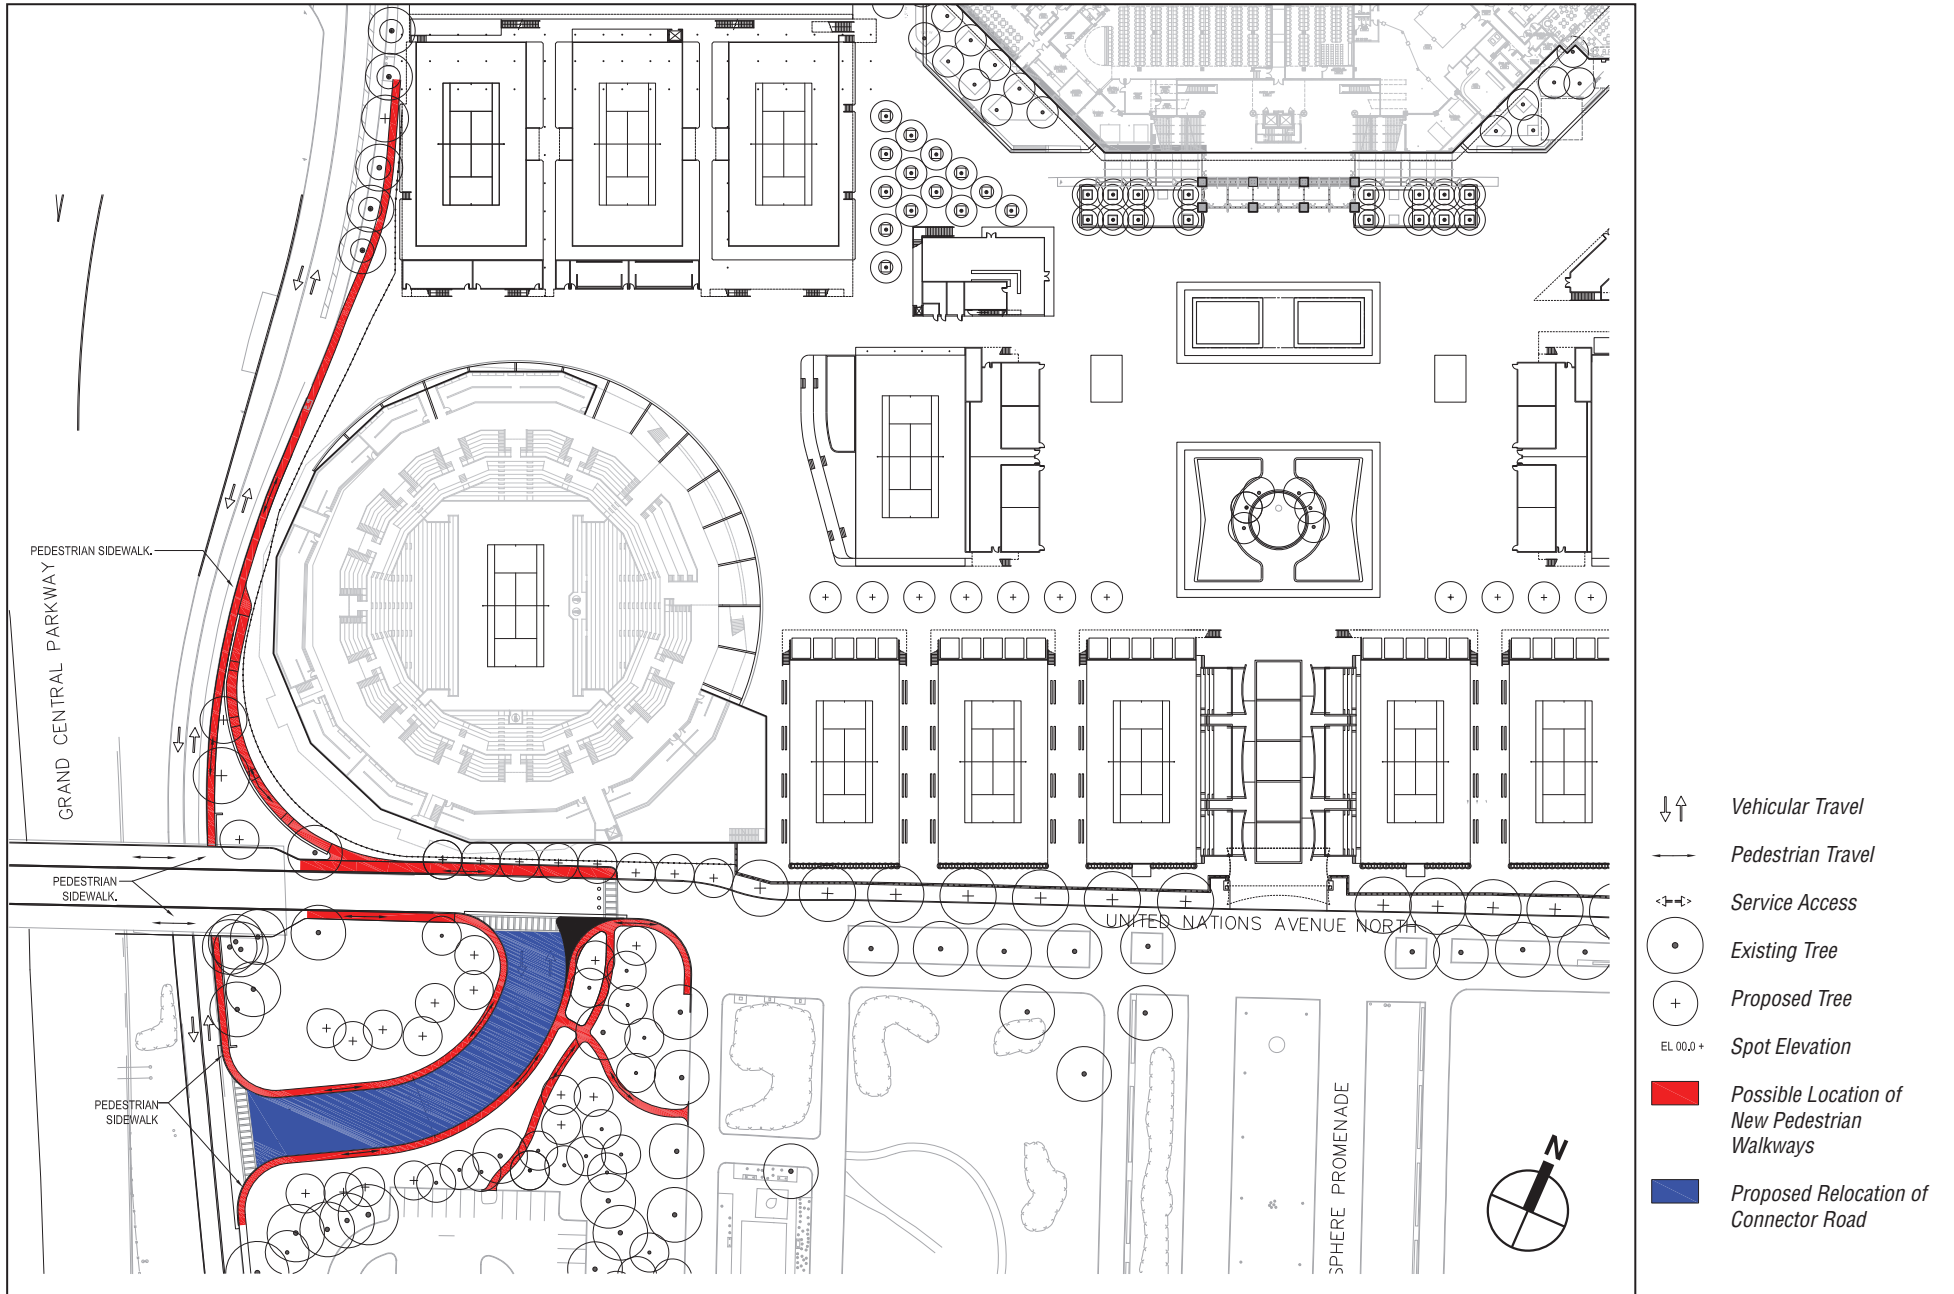 PEDESTRIAN SIDEWALK.
GRAND CENTRAL PARKWAY
PEDESTRIAN
SIDEWALK.
UNITED NATIONS AVENUE NORTH
PEDESTRIAN
SIDEWALK
SPHERE PROMENADE
Vehicular Travel
Pedestrian Travel
Service Access
Existing Tree
Proposed Tree
EL 00.0 +
Spot Elevation
Possible Location of
New Pedestrian
Walkways
Proposed Relocation of
Connector Road
N